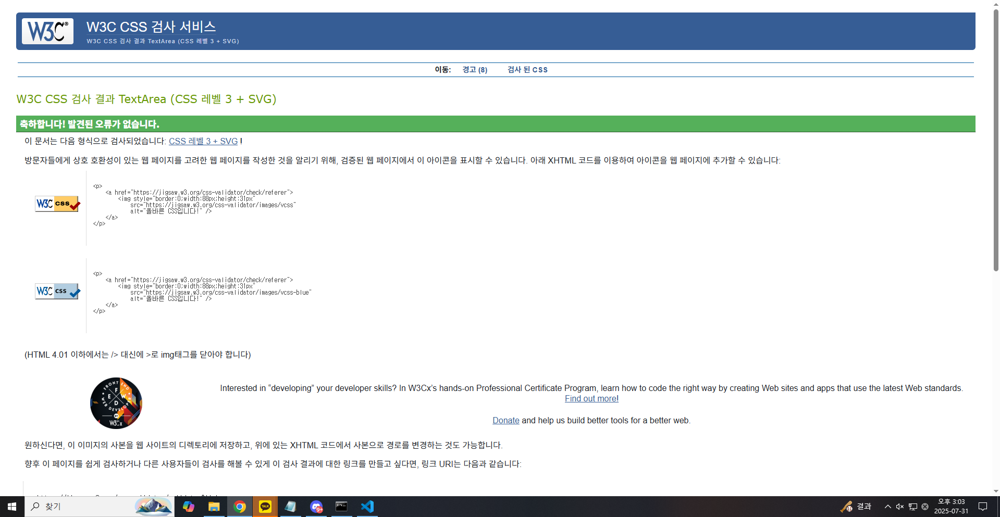 W3C®
W3C CSS 검사 서비스
W3C CSS 검사 결과 TextArea (CSS 레벨 3 + SVG)
이동: 경고 (8) 검사 된 CSS
W3C CSS 검사 결과 TextArea (CSS 레벨 3 + SVG)
축하합니다! 발견된 오류가 없습니다.
이 문서는 다음 형식으로 검사되었습니다: CSS 레벨 3 + SVG !
방문자들에게 상호 호환성이 있는 웹 페이지를 고려한 웹 페이지를 작성한 것을 알리기 위해, 검증된 웹 페이지에서 이 아이콘을 표시할 수 있습니다. 아래 XHTML 코드를 이용하여 아이콘을 웹 페이지에 추가할 수 있습니다:
W3C css
<p>
<a href="https://jigsaw.w3.org/css-validator/check/referer">
<img style="border:0;width:88px;height:31px"
src="https://jigsaw.w3.org/css-validator/images/vcss"
alt="올바른 CSS입니다!" />
</a>
</p>
W3C css
<p>
<a href="https://jigsaw.w3.org/css-validator/check/referer">
<img style="border:0;width:88px;height:31px"
src="https://jigsaw.w3.org/css-validator/images/vcss-blue"
alt="올바른 CSS입니다!" />
</a>
</p>
(HTML 4.01 이하에서는 /> 대신에 >로 img태그를 닫아야 합니다)
FRONT END
F E W D
WEB DEVELOPER
W3Cx
Interested in “developing” your developer skills? In W3Cx’s hands-on Professional Certificate Program, learn how to code the right way by creating Web sites and apps that use the latest Web standards.
Find out more!
Donate and help us build better tools for a better web.
원하신다면, 이 이미지의 사본을 웹 사이트의 디렉토리에 저장하고, 위에 있는 XHTML 코드에서 사본으로 경로를 변경하는 것도 가능합니다.
향후 이 페이지를 쉽게 검사하거나 다른 사용자들이 검사를 해볼 수 있게 이 검사 결과에 대한 링크를 만들고 싶다면, 링크 URI는 다음과 같습니다:
찾기
TALK
9+
결과
오후 3:03
2025-07-31